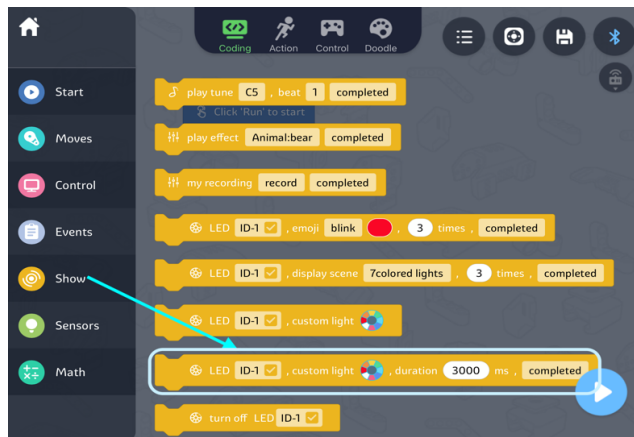 Coding Action Control Doodle
Start
Moves
Control
Events
Show
Sensors
Math
play tune C5 , beat 1 completed
Click 'Run' to start
play effect Animal:bear completed
my recording record completed
LED ID-1 , emoji blink , 3 times , completed
LED ID-1 , display scene 7colored lights , 3 times , completed
LED ID-1 , custom light
LED ID-1 , custom light , duration 3000 ms , completed
turn off LED ID-1